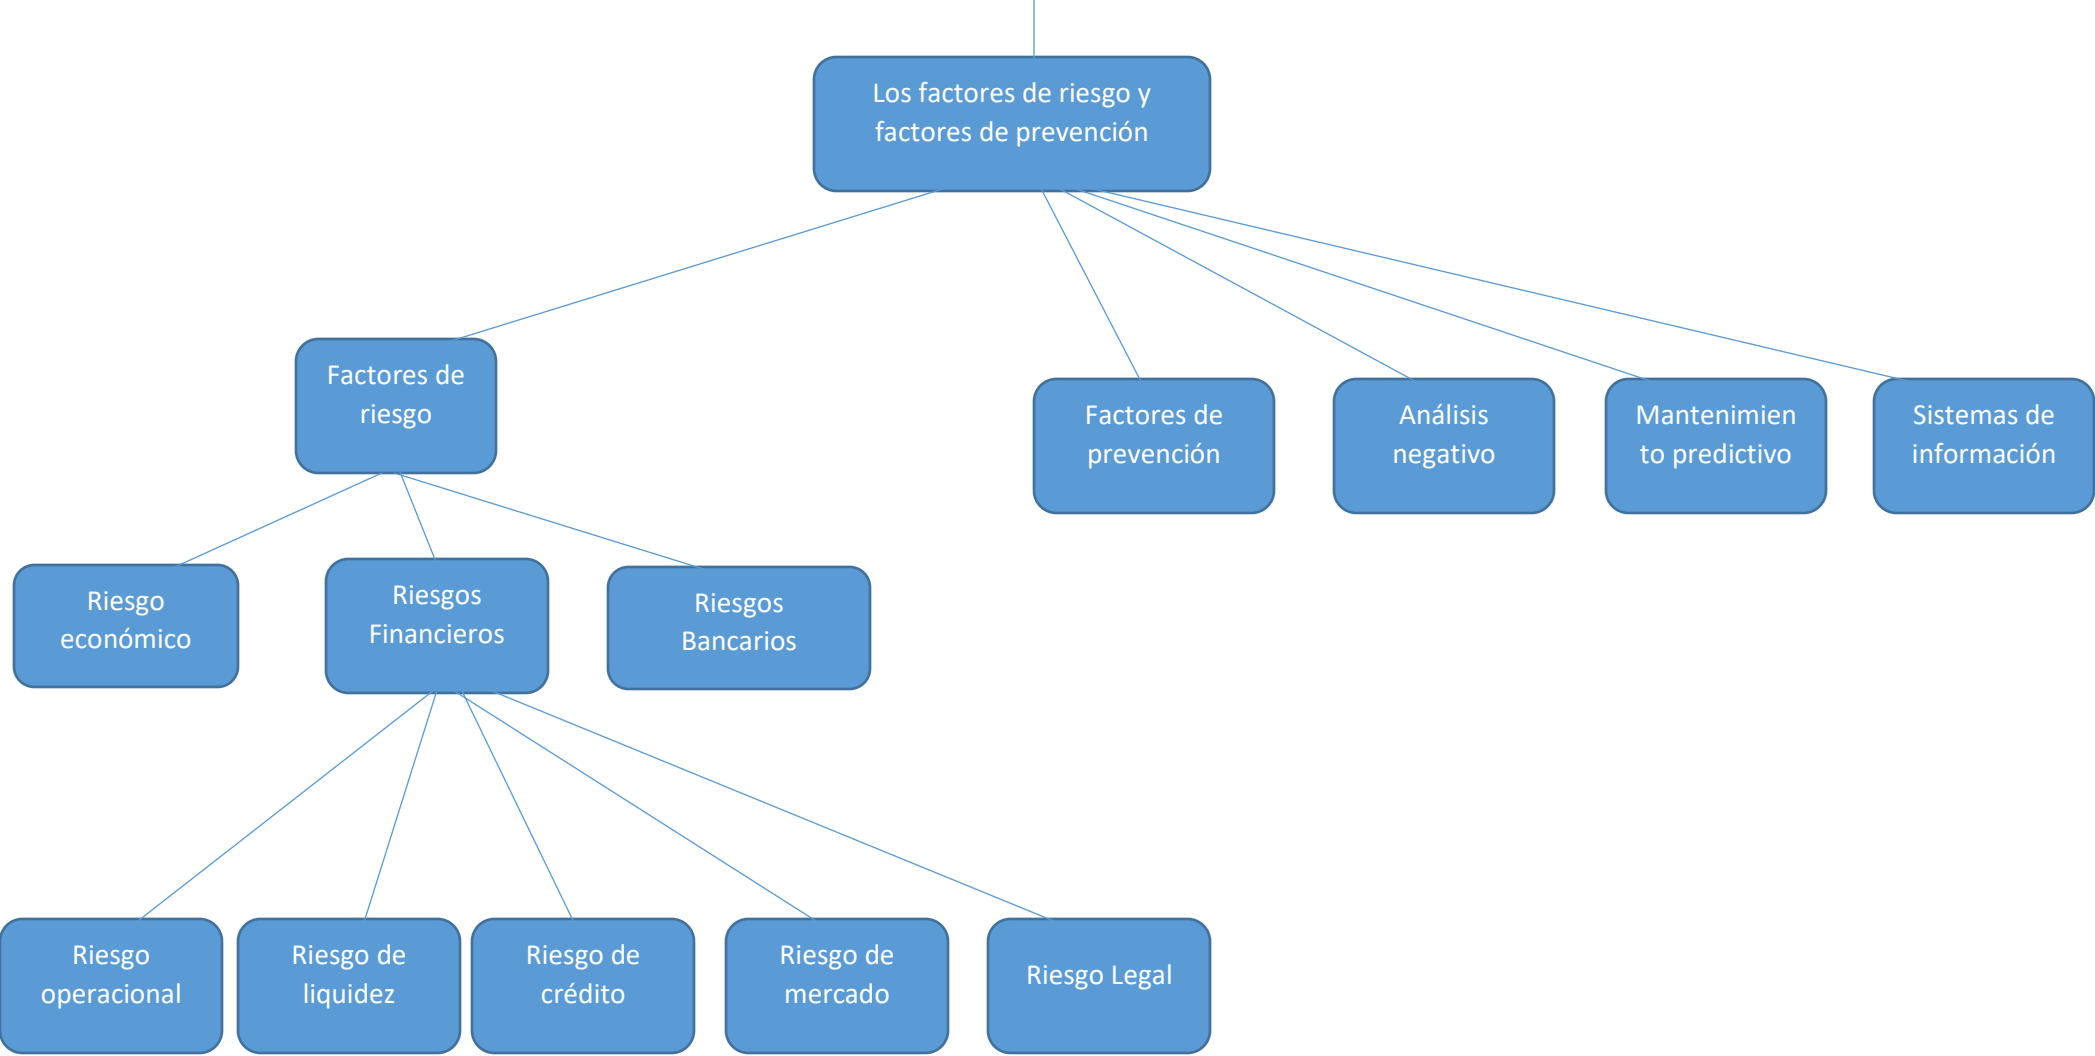 Los factores de riesgo y
factores de prevención
Factores de
riesgo
Factores de
prevención
Análisis
negativo
Mantenimien
to predictivo
Sistemas de
información
Riesgo
económico
Riesgos
Financieros
Riesgos
Bancarios
Riesgo
operacional
Riesgo de
liquidez
Riesgo de
crédito
Riesgo de
mercado
Riesgo Legal